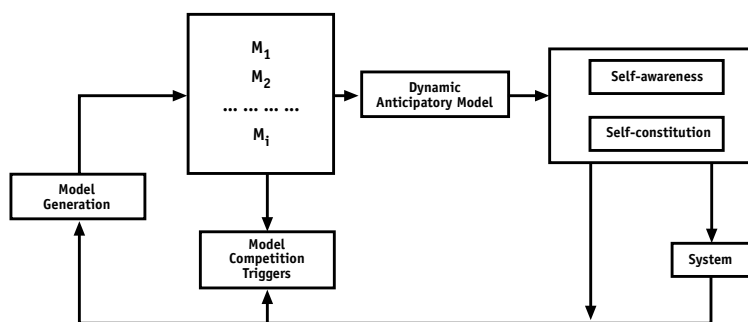 M1
M2
... ... ... ...
Mi
Dynamic
Anticipatory Model
Self-awareness
Self-constitution
Model
Generation
Model
Competition
Triggers
System